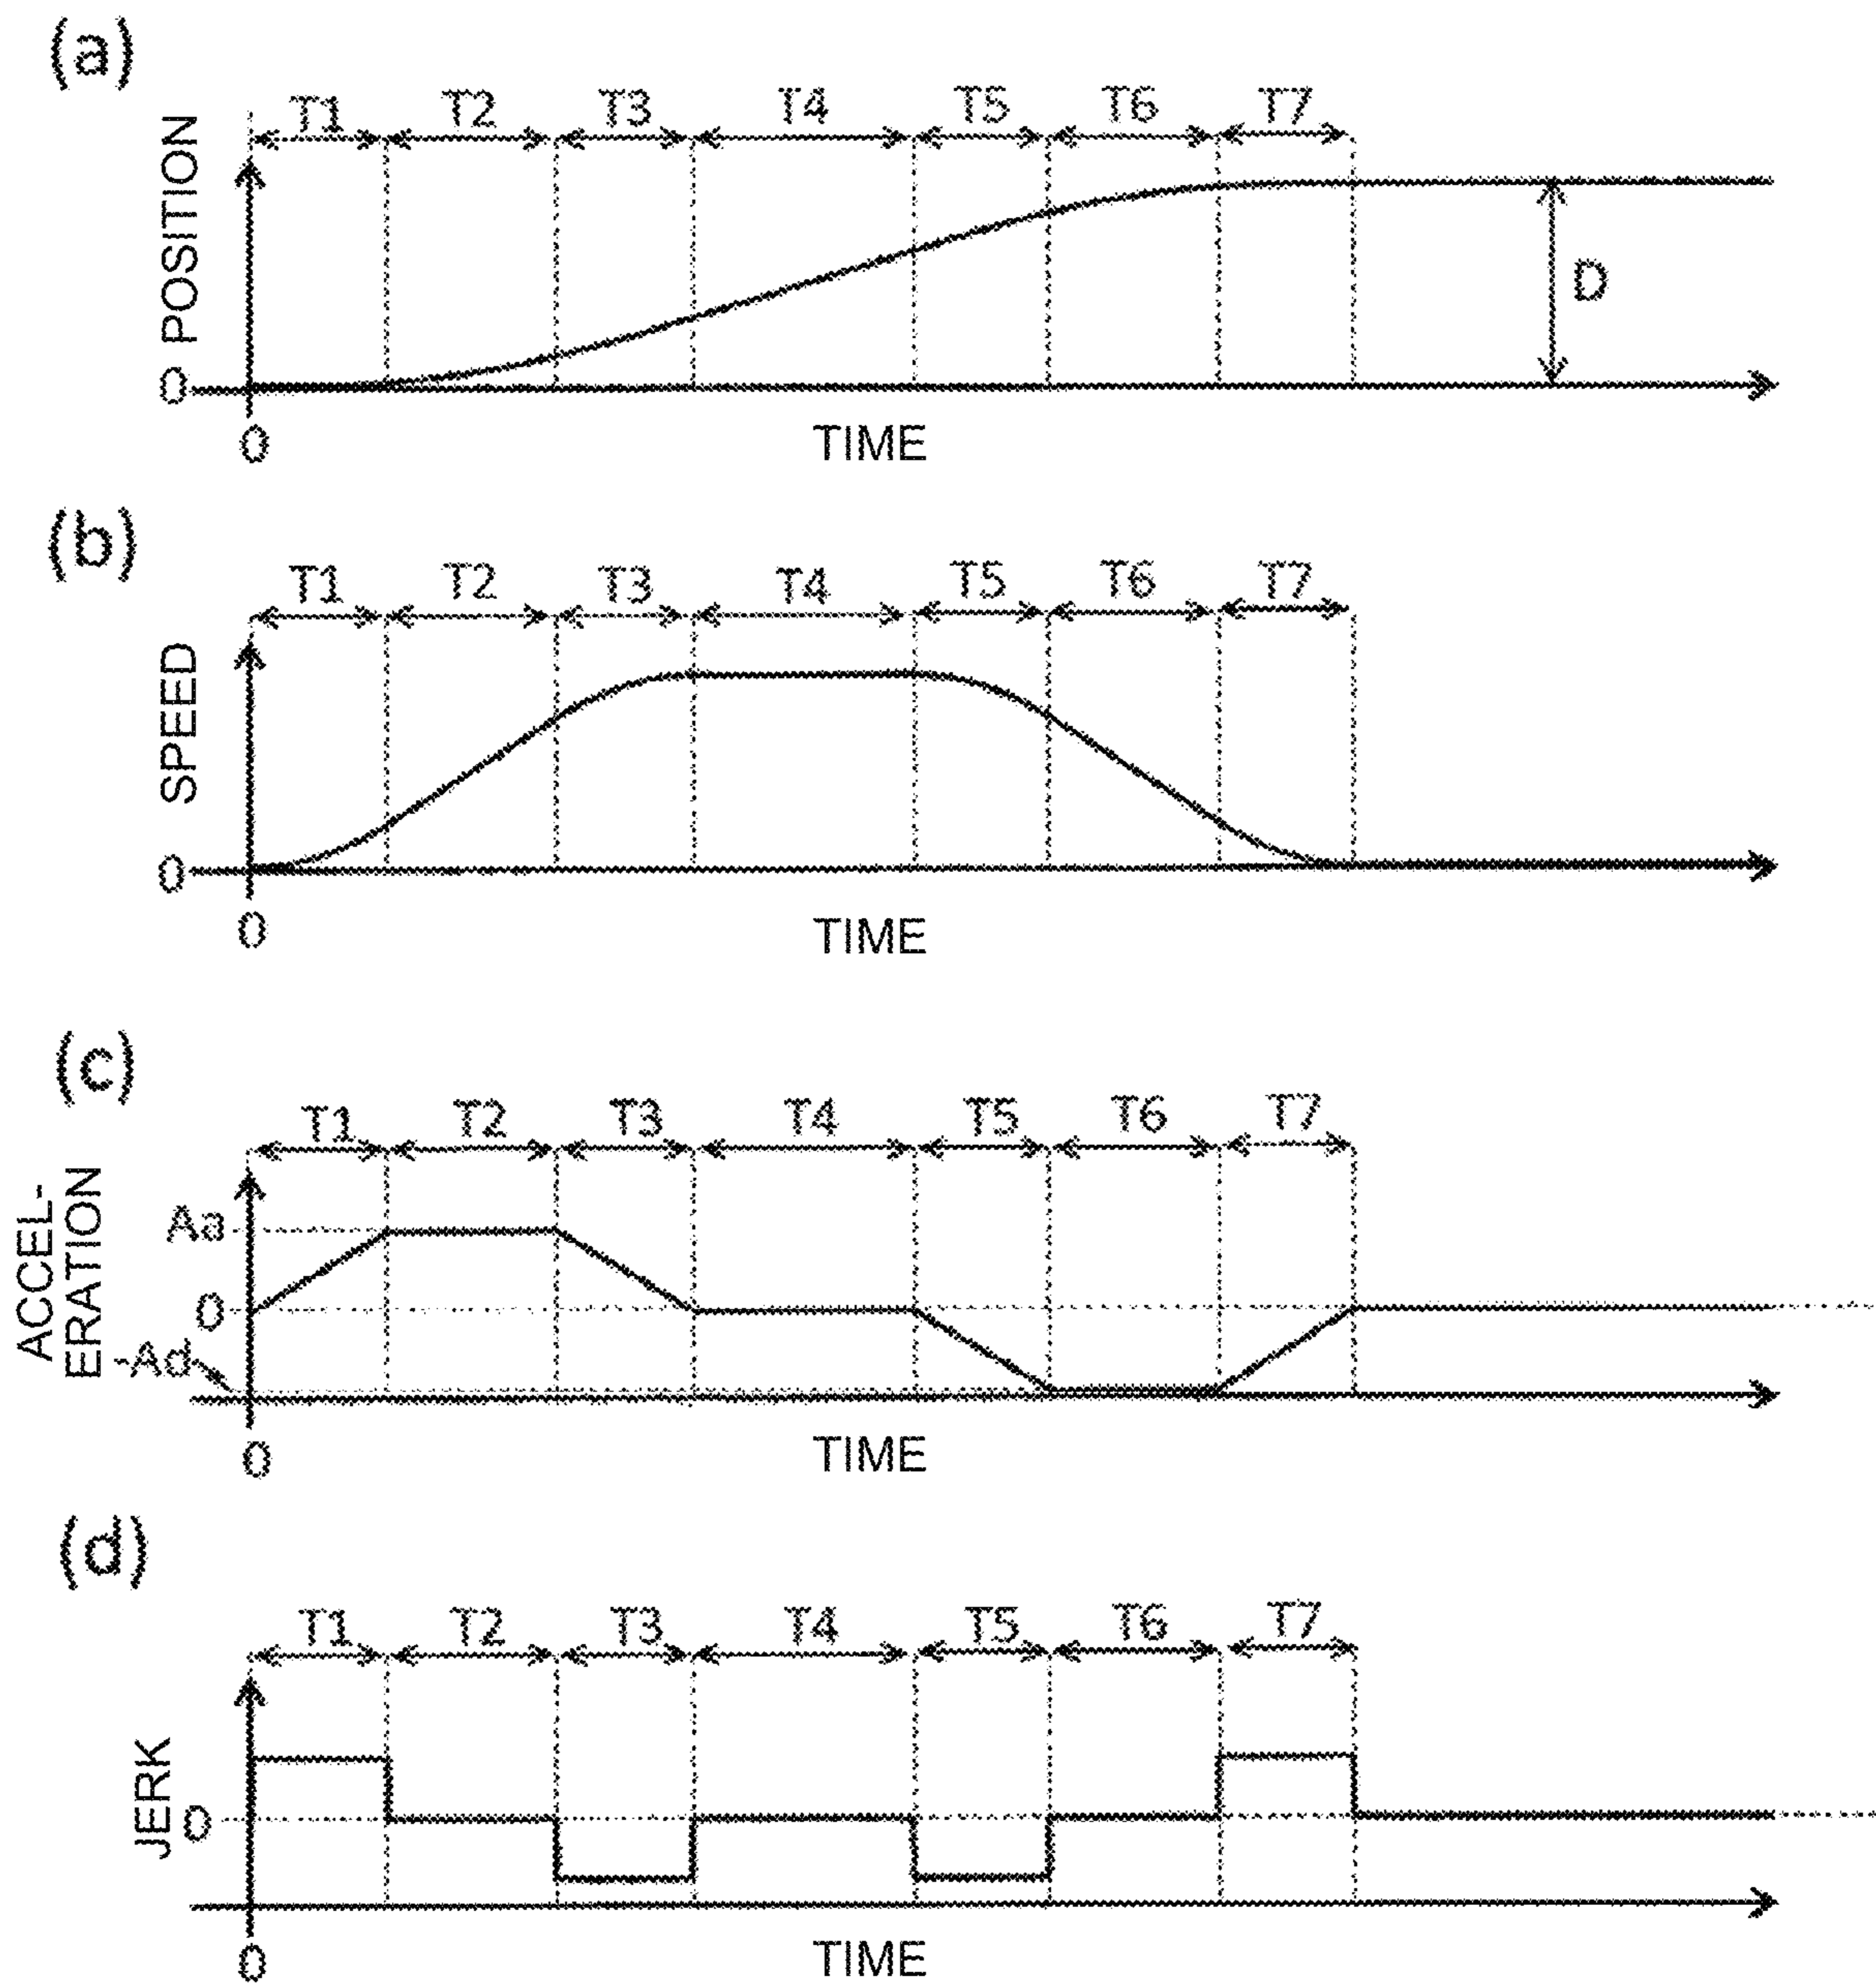 (a)
T1 T2 T3 T4 T5 T6 T7
POSITION
D
0
0
TIME
(b)
T1 T2 T3 T4 T5 T6 T7
SPEED
0
0
TIME
(c)
T1 T2 T3 T4 T5 T6 T7
ACCEL-
ERATION
Aa
0
-Ad
0
TIME
(d)
T1 T2 T3 T4 T5 T6 T7
JERK
0
0
TIME